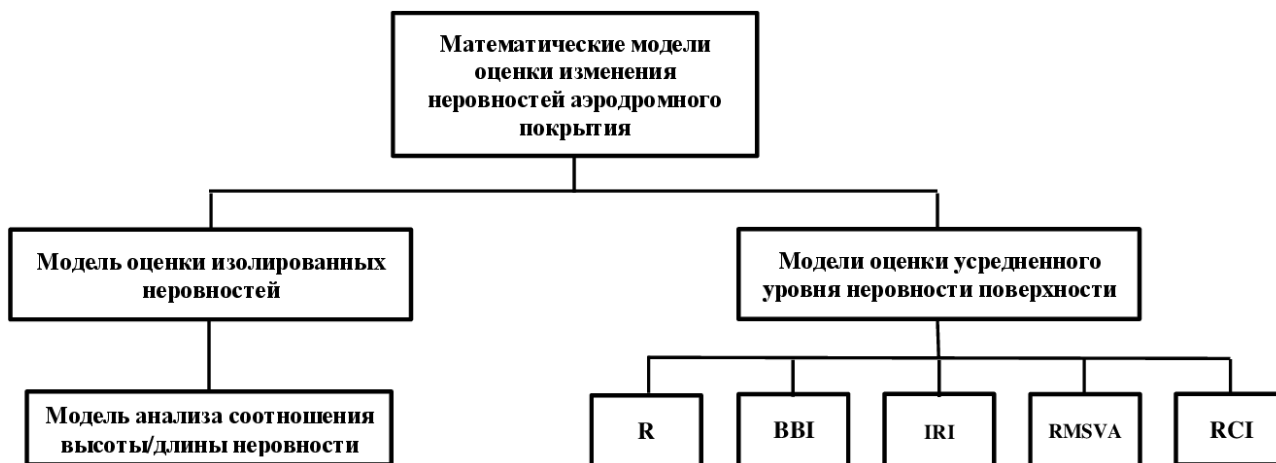 Математические модели
оценки изменения
неровностей аэродромного
покрытия
Модель оценки изолированных
неровностей
Модели оценки усредненного
уровня неровности поверхности
Модель анализа соотношения
высоты/длины неровности
R
BBI
IRI
RMSVA
RCI